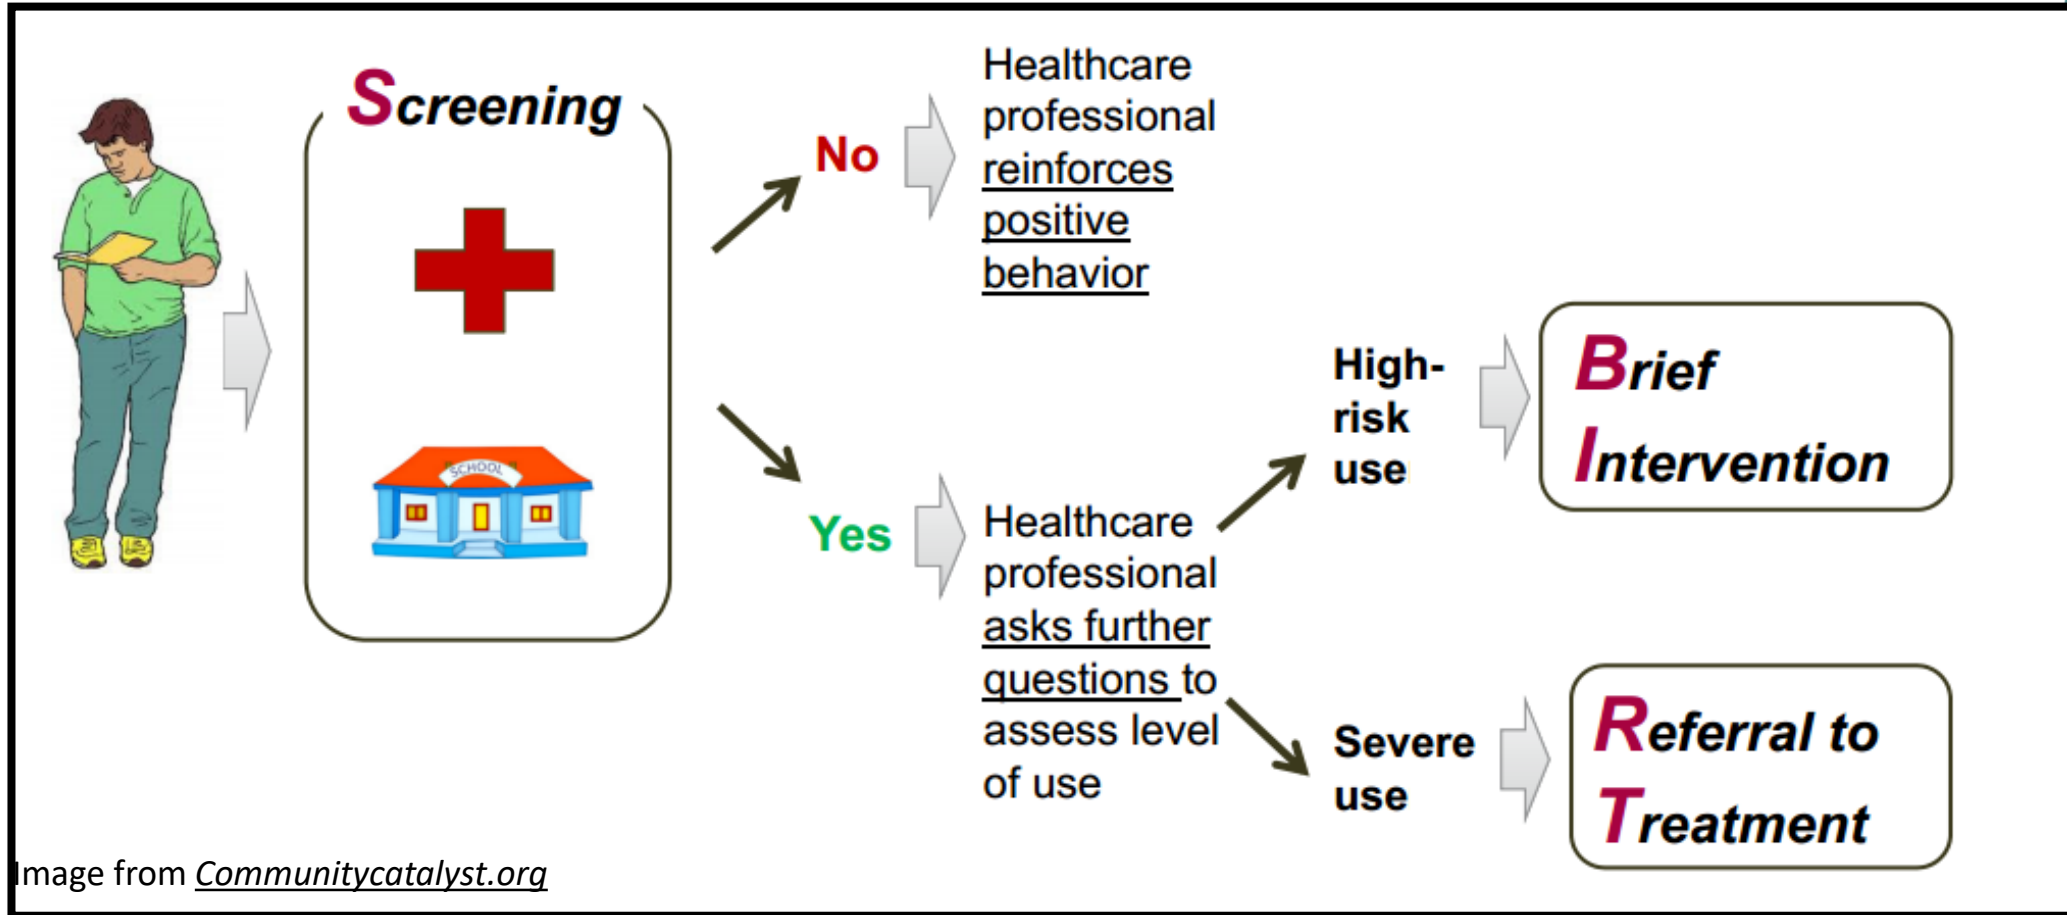 Screening
SCHOOL
No
Healthcare
professional
reinforces
positive
behavior
Yes
Healthcare
professional
asks further
questions to
assess level
of use
High-
risk
use
Brief
Intervention
Severe
use
Referral to
Treatment
Image from Communitycatalyst.org